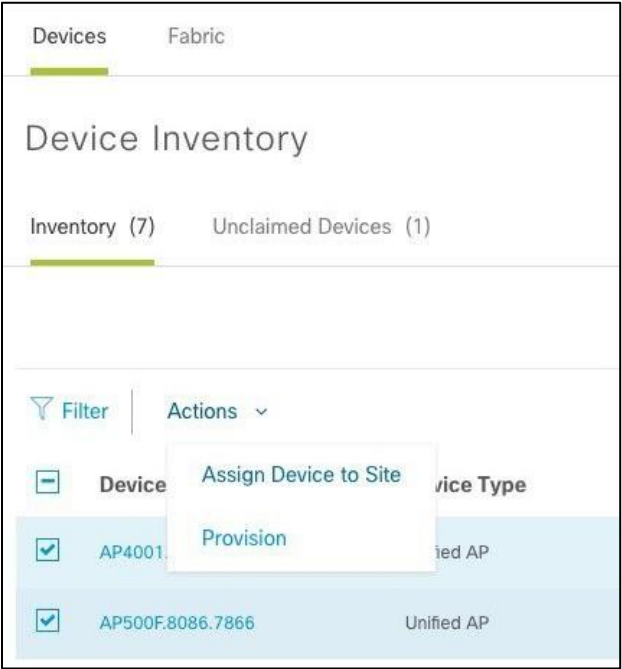 Devices Fabric
Device Inventory
Inventory (7) Unclaimed Devices (1)
Filter Actions
Assign Device to Site
Device vice Type
Provision
AP4001. ied AP
AP500F.8086.7866 Unified AP